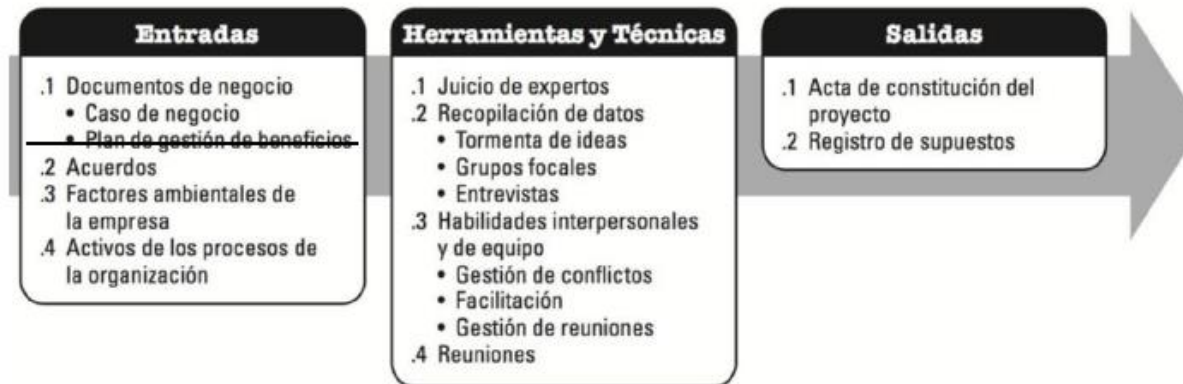 Entradas
.1 Documentos de negocio
• Caso de negocio
• Plan de gestión de beneficios
.2 Acuerdos
.3 Factores ambientales de
la empresa
.4 Activos de los procesos de
la organización
Herramientas y Técnicas
.1 Juicio de expertos
.2 Recopilación de datos
• Tormenta de ideas
• Grupos focales
• Entrevistas
.3 Habilidades interpersonales
y de equipo
• Gestión de conflictos
• Facilitación
• Gestión de reuniones
.4 Reuniones
Salidas
.1 Acta de constitución del
proyecto
.2 Registro de supuestos